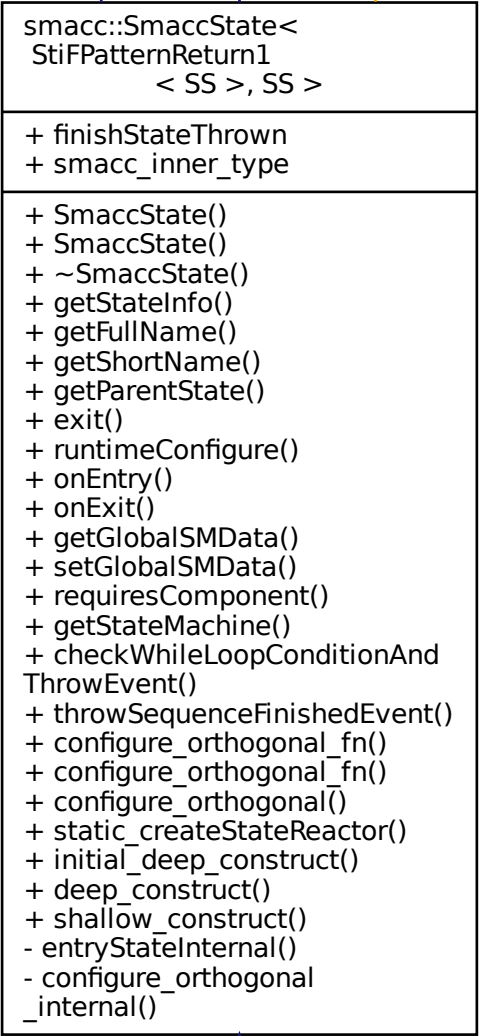 smacc::SmaccState<
StiFPatternReturn1
< SS >, SS >
+ finishStateThrown
+ smacc_inner_type
+ SmaccState()
+ SmaccState()
+ ~SmaccState()
+ getStateInfo()
+ getFullName()
+ getShortName()
+ getParentState()
+ exit()
+ runtimeConfigure()
+ onEntry()
+ onExit()
+ getGlobalSMData()
+ setGlobalSMData()
+ requiresComponent()
+ getStateMachine()
+ checkWhileLoopConditionAnd
ThrowEvent()
+ throwSequenceFinishedEvent()
+ configure_orthogonal_fn()
+ configure_orthogonal_fn()
+ configure_orthogonal()
+ static_createStateReactor()
+ initial_deep_construct()
+ deep_construct()
+ shallow_construct()
- entryStateInternal()
- configure_orthogonal
_internal()